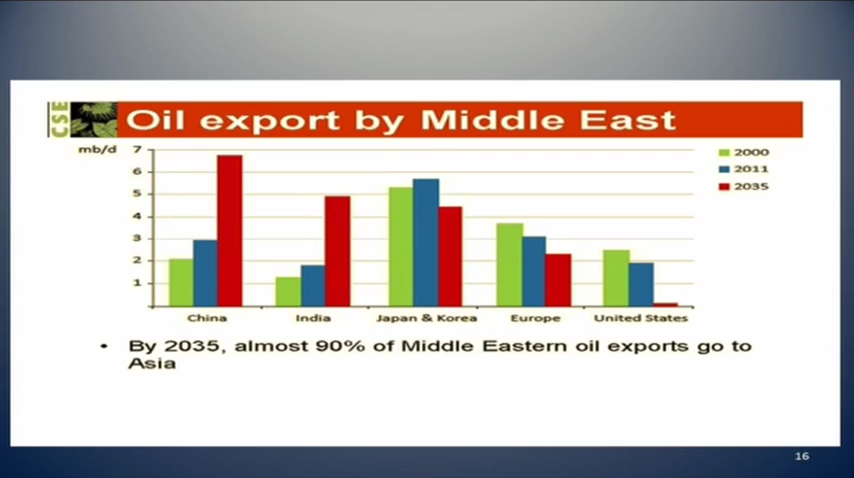 CSE
Oil export by Middle East
mb/d
7
6
5
4
3
2
1
2000
2011
2035
China
India
Japan & Korea
Europe
United States
• By 2035, almost 90% of Middle Eastern oil exports go to
Asia
16